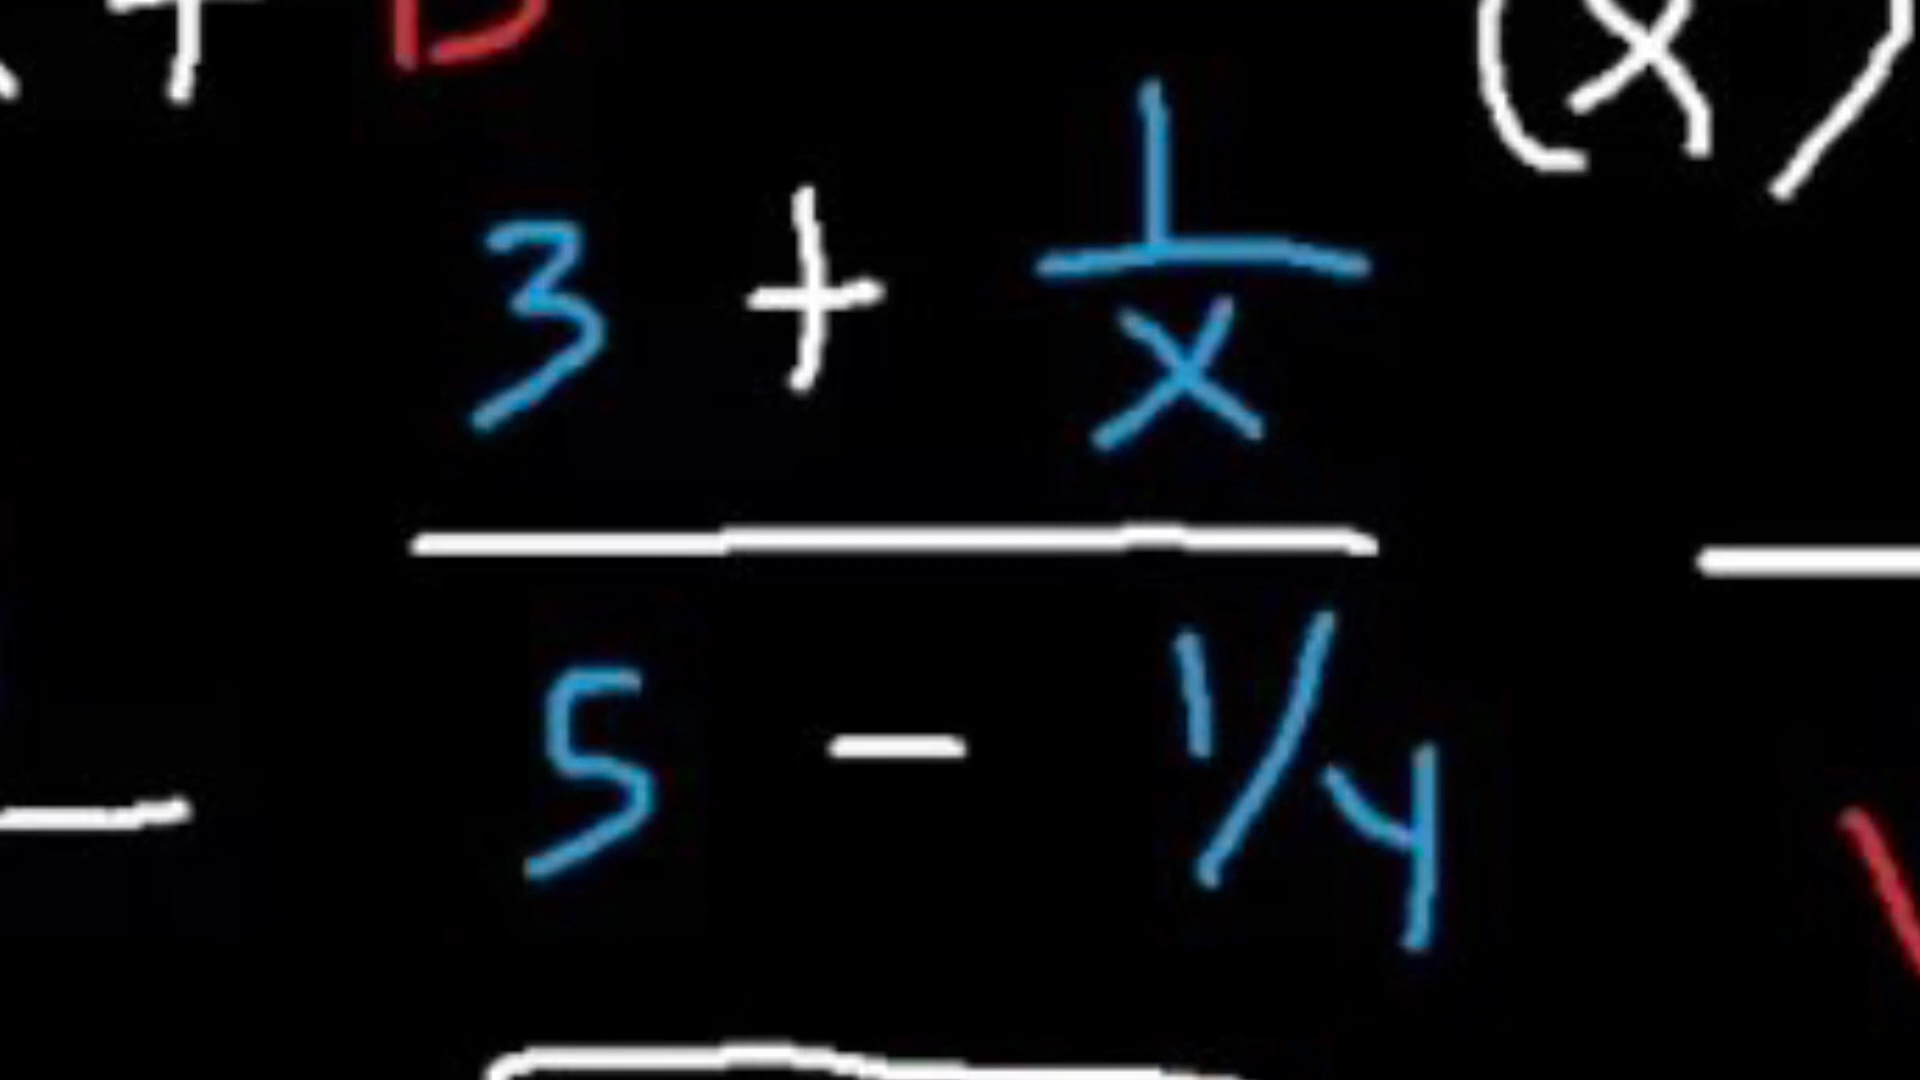 + B
(x)
3 + 1/x
5 - 1/y